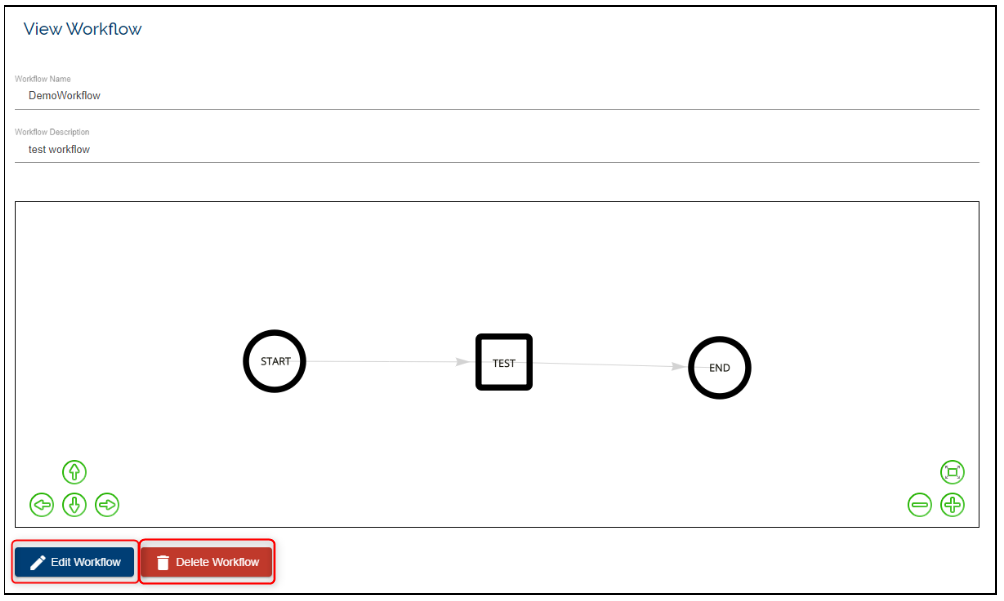 View Workflow
Workflow Name
DemoWorkflow
Workflow Description
test workflow
START
TEST
END
Edit Workflow
Delete Workflow